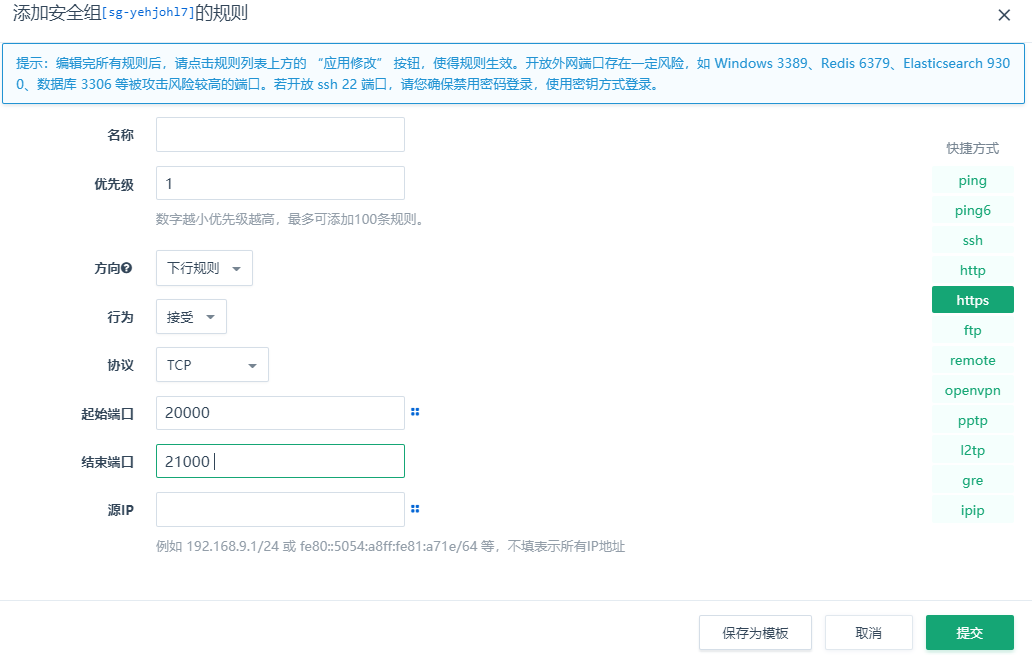 添加安全组[sg-yehjohl7]的规则
提示：编辑完所有规则后，请点击规则列表上方的 “应用修改” 按钮，使得规则生效。开放外网端口存在一定风险，如 Windows 3389、Redis 6379、Elasticsearch 930
0、数据库 3306 等被攻击风险较高的端口。若开放 ssh 22 端口，请您确保禁用密码登录，使用密钥方式登录。
名称
优先级 1
数字越小优先级越高，最多可添加100条规则。
方向 下行规则
行为 接受
协议 TCP
起始端口 20000
结束端口 21000
源IP
例如 192.168.9.1/24 或 fe80::5054:a8ff:fe81:a71e/64 等，不填表示所有IP地址
快捷方式
ping
ping6
ssh
http
https
ftp
remote
openvpn
pptp
l2tp
gre
ipip
保存为模板 取消 提交